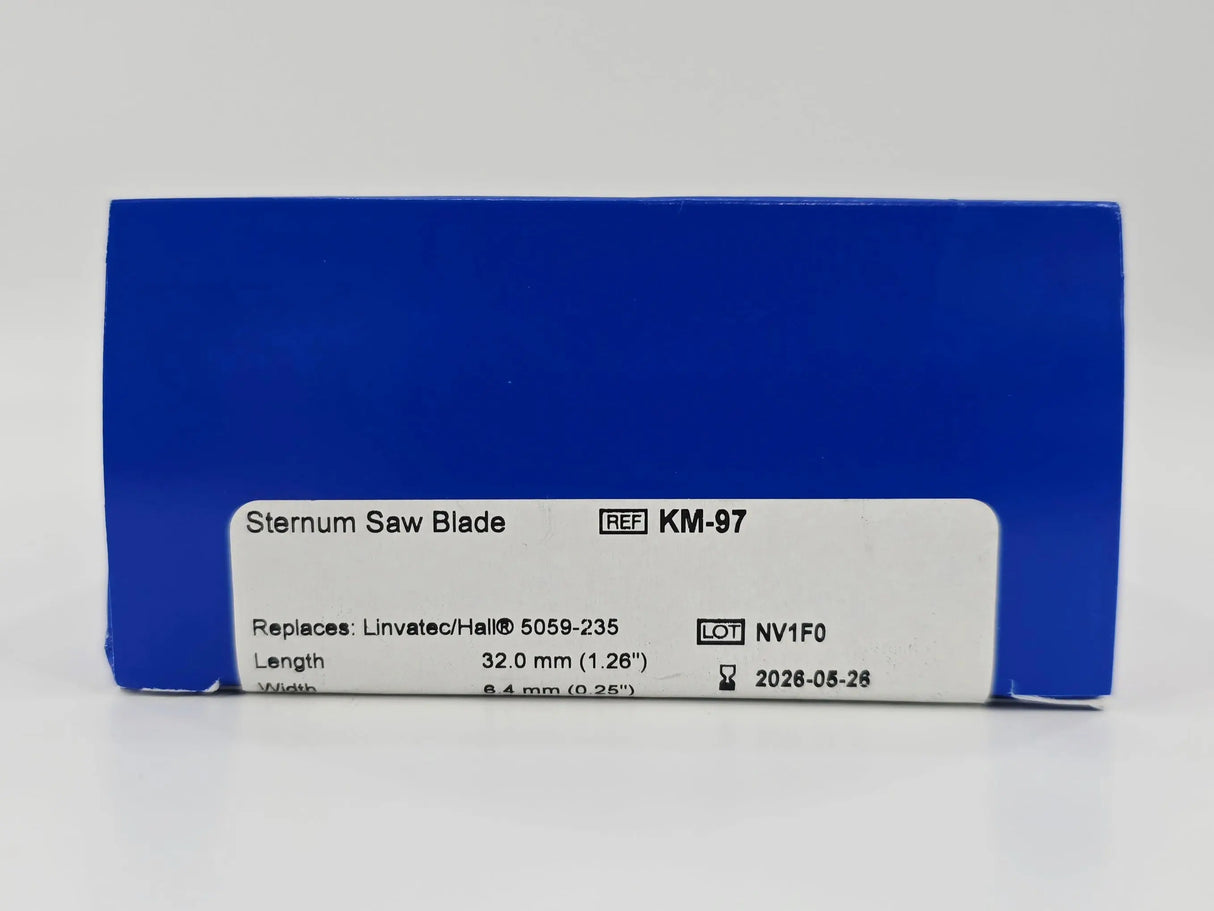 Sternum Saw Blade REF KM-97
Replaces: Linvatec/Hall® 5059-235 LOT NV1F0
Length 32.0 mm (1.26") 2026-05-26
Width 6.4 mm (0.25")